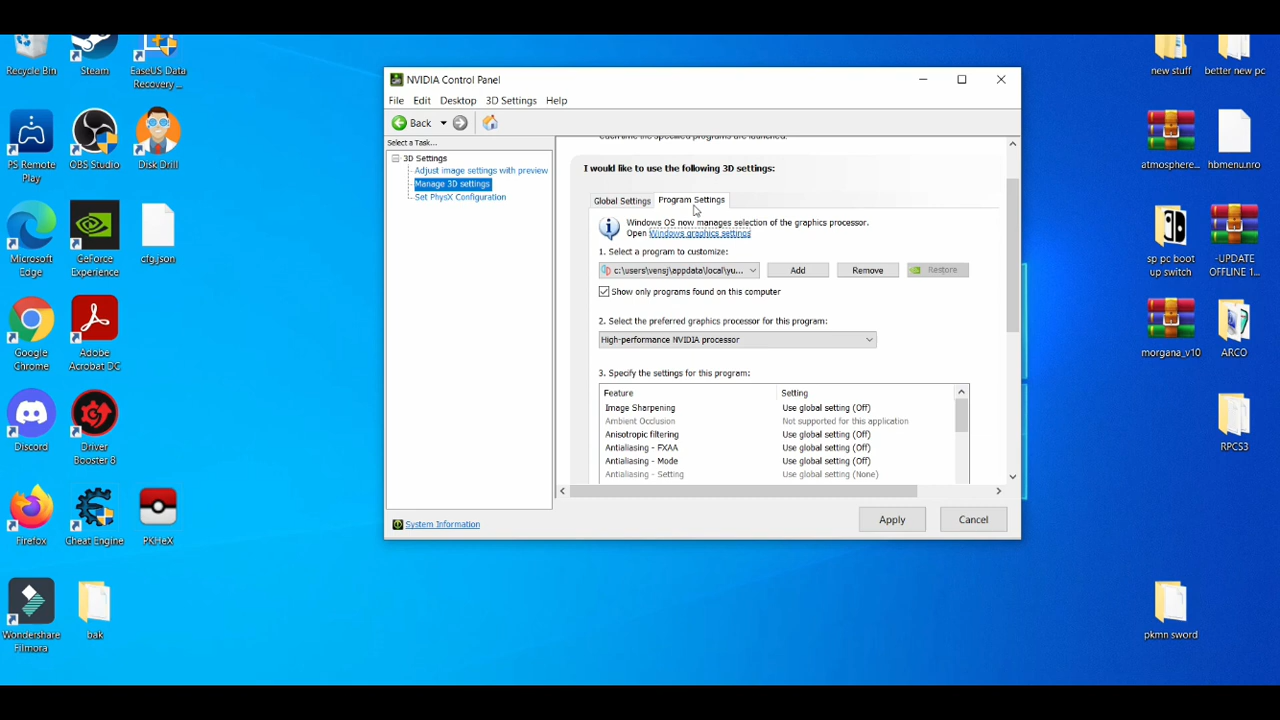 Recycle Bin
Steam
EaseUS Data
Recovery ...
PS Remote
Play
OBS Studio
Disk Drill
Microsoft
Edge
GeForce
Experience
cfg.json
Google
Chrome
Adobe
Acrobat DC
Discord
Driver
Booster 8
Firefox
Cheat Engine
PKHeX
Wondershare
Filmora
bak
NVIDIA Control Panel
File Edit Desktop 3D Settings Help
Back
Select a Task...
3D Settings
Adjust image settings with preview
Manage 3D settings
Set PhysX Configuration
System Information
each time the specified programs are launched.
I would like to use the following 3D settings:
Global Settings Program Settings
Windows OS now manages selection of the graphics processor.
Open Windows graphics settings
1. Select a program to customize:
c:\users\vensj\appdata\local\yu... Add Remove Restore
Show only programs found on this computer
2. Select the preferred graphics processor for this program:
High-performance NVIDIA processor
3. Specify the settings for this program:
Feature Setting
Image Sharpening Use global setting (Off)
Ambient Occlusion Not supported for this application
Anisotropic filtering Use global setting (Off)
Antialiasing - FXAA Use global setting (Off)
Antialiasing - Mode Use global setting (Off)
Antialiasing - Setting Use global setting (None)
Apply Cancel
new stuff
better new pc
atmosphere...
hbmenu.nro
sp pc boot
up switch
-UPDATE
OFFLINE 1...
morgana_v10
ARCO
RPCS3
pkmn sword